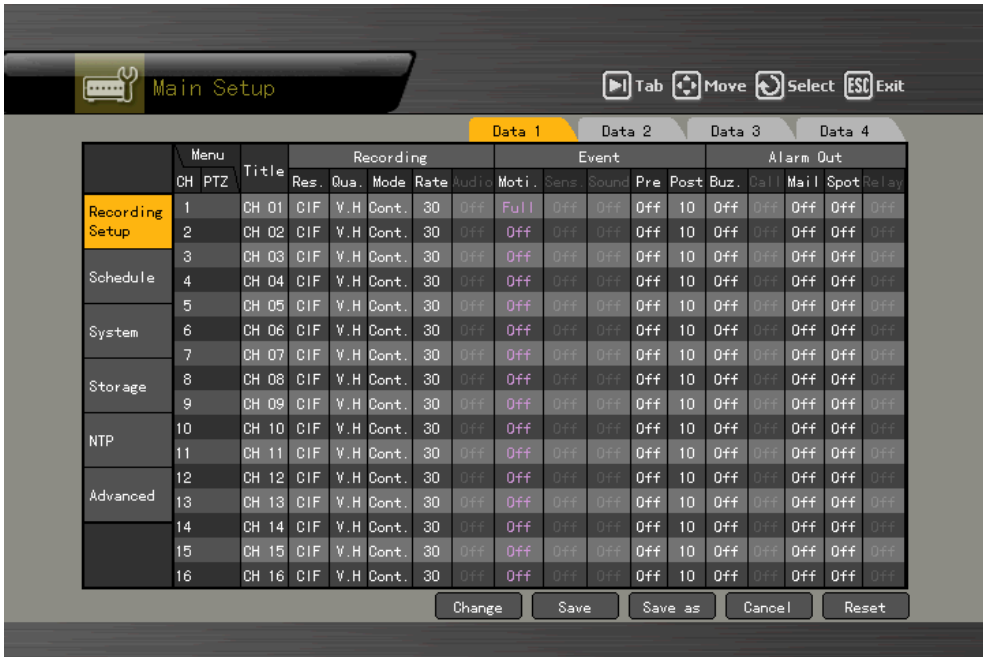 Main Setup
Tab Move Select ESC Exit
Data 1 Data 2 Data 3 Data 4
Menu Recording Event Alarm Out
CH PTZ Title Res. Qua. Mode Rate Audio Moti. Sens. Sound Pre Post Buz. Call Mail Spot Relay
Recording Setup
Schedule
System
Storage
NTP
Advanced
1 CH 01 CIF V.H Cont. 30 Off Full Off Off Off 10 Off Off Off Off Off
2 CH 02 CIF V.H Cont. 30 Off Off Off Off Off 10 Off Off Off Off Off
3 CH 03 CIF V.H Cont. 30 Off Off Off Off Off 10 Off Off Off Off Off
4 CH 04 CIF V.H Cont. 30 Off Off Off Off Off 10 Off Off Off Off Off
5 CH 05 CIF V.H Cont. 30 Off Off Off Off Off 10 Off Off Off Off Off
6 CH 06 CIF V.H Cont. 30 Off Off Off Off Off 10 Off Off Off Off Off
7 CH 07 CIF V.H Cont. 30 Off Off Off Off Off 10 Off Off Off Off Off
8 CH 08 CIF V.H Cont. 30 Off Off Off Off Off 10 Off Off Off Off Off
9 CH 09 CIF V.H Cont. 30 Off Off Off Off Off 10 Off Off Off Off Off
10 CH 10 CIF V.H Cont. 30 Off Off Off Off Off 10 Off Off Off Off Off
11 CH 11 CIF V.H Cont. 30 Off Off Off Off Off 10 Off Off Off Off Off
12 CH 12 CIF V.H Cont. 30 Off Off Off Off Off 10 Off Off Off Off Off
13 CH 13 CIF V.H Cont. 30 Off Off Off Off Off 10 Off Off Off Off Off
14 CH 14 CIF V.H Cont. 30 Off Off Off Off Off 10 Off Off Off Off Off
15 CH 15 CIF V.H Cont. 30 Off Off Off Off Off 10 Off Off Off Off Off
16 CH 16 CIF V.H Cont. 30 Off Off Off Off Off 10 Off Off Off Off Off
Change Save Save as Cancel Reset